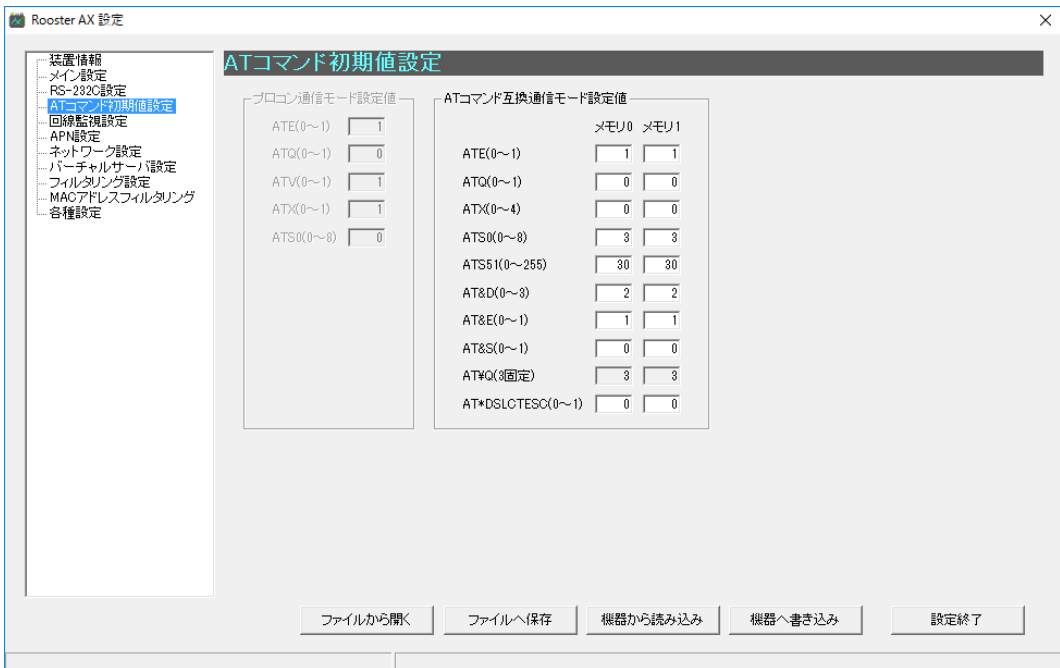 Rooster AX 設定
装置情報
メイン設定
RS-232C設定
ATコマンド初期値設定
回線監視設定
APN設定
ネットワーク設定
バーチャルサーバ設定
フィルタリング設定
MACアドレスフィルタリング
各種設定
ATコマンド初期値設定
プロコン通信モード設定値
ATE(0～1) 1
ATQ(0～1) 0
ATV(0～1) 1
ATX(0～1) 1
ATS0(0～8) 0
ATコマンド互換通信モード設定値
メモリ0 メモリ1
ATE(0～1) 1 1
ATQ(0～1) 0 0
ATX(0～4) 0 0
ATS0(0～8) 3 3
ATS51(0～255) 30 30
AT&D(0～3) 2 2
AT&E(0～1) 1 1
AT&S(0～1) 0 0
AT¥Q(3固定) 3 3
AT*DSLCTESC(0～1) 0 0
ファイルから開く ファイルへ保存 機器から読み込み 機器へ書き込み 設定終了